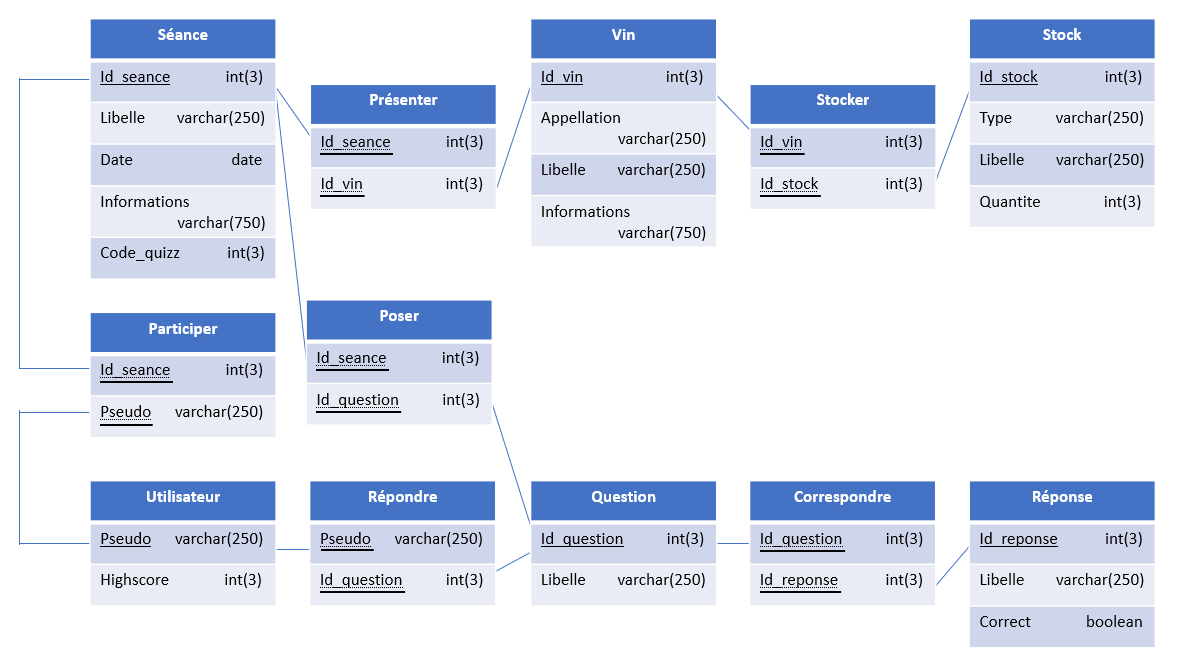 Séance
Id_seance int(3)
Libelle varchar(250)
Date date
Informations
varchar(750)
Code_quizz int(3)
Présenter
Id_seance int(3)
Id_vin int(3)
Vin
Id_vin int(3)
Appellation
varchar(250)
Libelle varchar(250)
Informations
varchar(750)
Stocker
Id_vin int(3)
Id_stock int(3)
Stock
Id_stock int(3)
Type varchar(250)
Libelle varchar(250)
Quantite int(3)
Participer
Id_seance int(3)
Pseudo varchar(250)
Poser
Id_seance int(3)
Id_question int(3)
Utilisateur
Pseudo varchar(250)
Highscore int(3)
Répondre
Pseudo varchar(250)
Id_question int(3)
Question
Id_question int(3)
Libelle varchar(250)
Correspondre
Id_question int(3)
Id_reponse int(3)
Réponse
Id_reponse int(3)
Libelle varchar(250)
Correct boolean